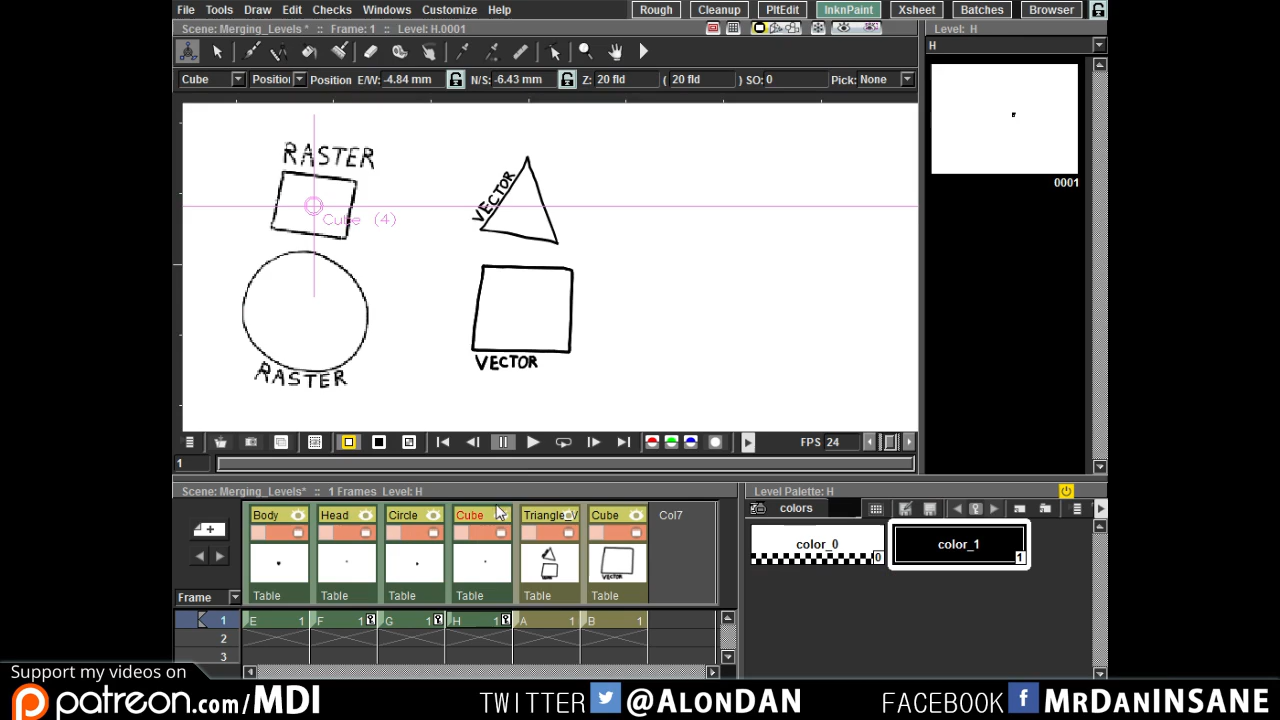 File Tools Draw Edit Checks Windows Customize Help Rough Cleanup PltEdit InknPaint Xsheet Batches Browser
Scene: Merging_Levels* :: Frame: 1 :: Level: H.0001
Level: H
H
Cube Position Position E/W: -4.94 mm N/S: -6.43 mm Z: 20 fld ( 20 fld ) SO: 0 Pick: None
0001
RASTER
Cube (4)
RASTER
VECTOR
VECTOR
FPS 24
1
Scene: Merging_Levels* :: 1 Frames Level: H
Level Palette: H
Body Head Circle Cube Triangle Cube Col7
colors
color_0 0 color_1 1
VECTOR
Frame Table Table Table Table Table Table
1 E 1 F 1 G 1 H 1 A 1 B 1
2
3
Support my videos on
patreon.com/MDI TWITTER @ALONDAN FACEBOOK MRDANINSANE